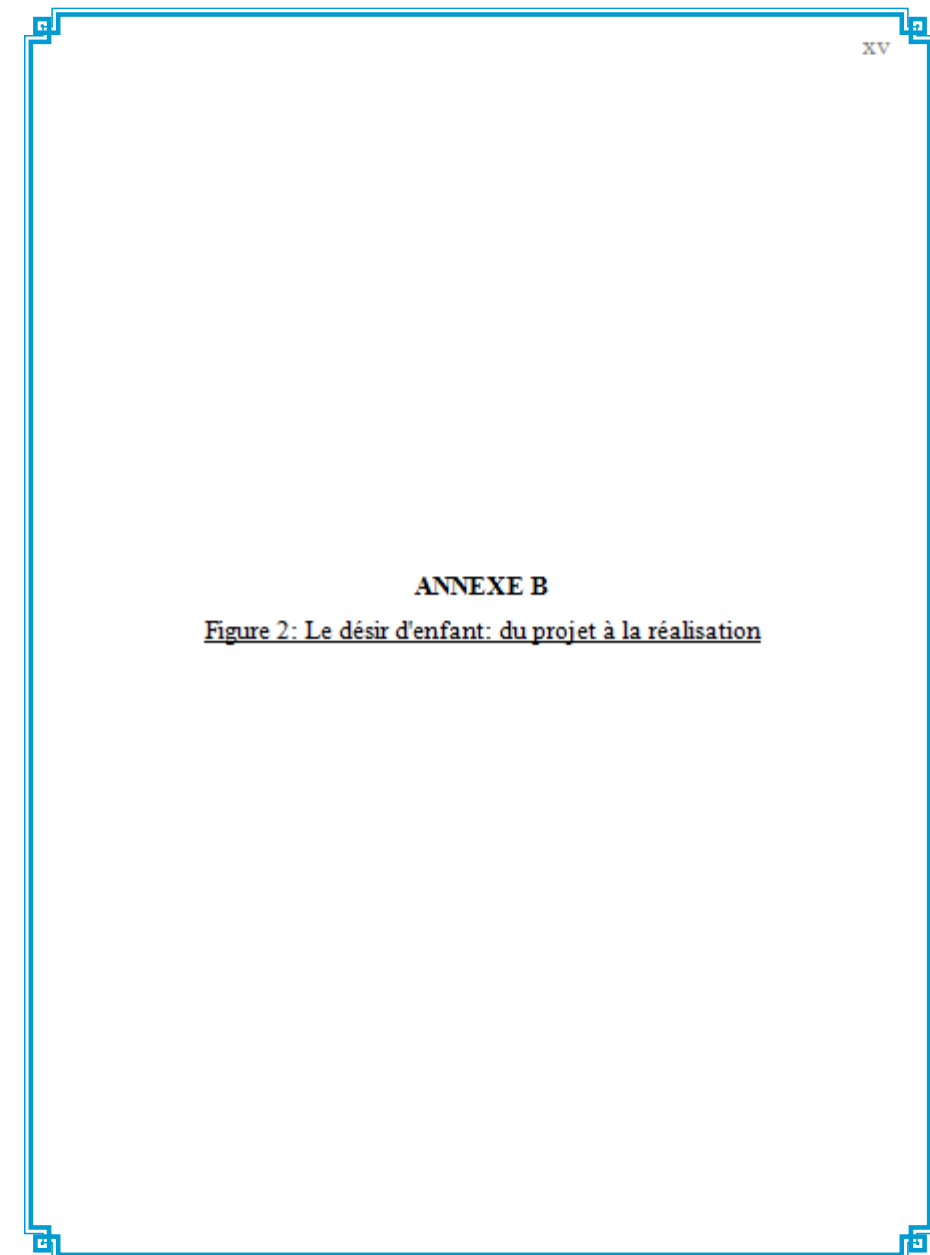 XV
ANNEXE B
Figure 2: Le désir d'enfant: du projet à la réalisation